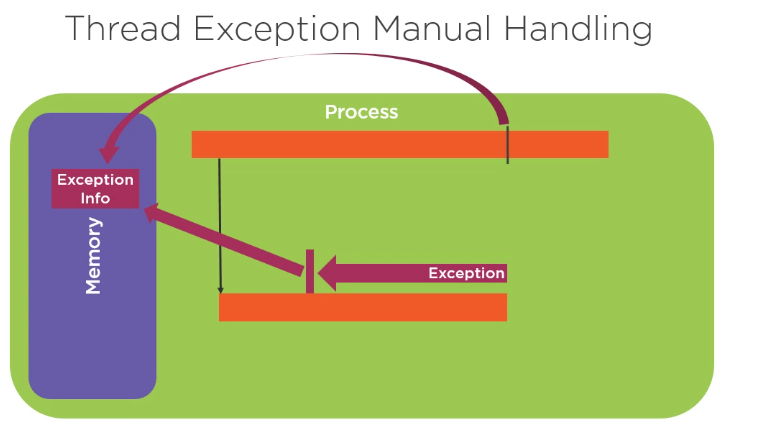 Thread Exception Manual Handling
Process
Exception
Info
Memory
Exception